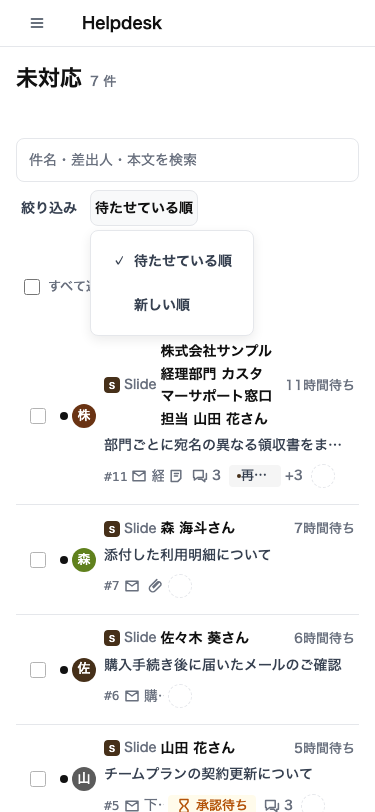 Helpdesk
未対応 7 件
件名・差出人・本文を検索
絞り込み 待たせている順
✓ 待たせている順
新しい順
すべて
株式会社サンプル
経理部門 カスタ
S Slide マーサポート窓口 11時間待ち
担当 山田 花さん
株
部門ごとに宛名の異なる領収書をま…
#11 経 3 •再… +3
S Slide 森 海斗さん 7時間待ち
森
添付した利用明細について
#7
S Slide 佐々木 葵さん 6時間待ち
佐
購入手続き後に届いたメールのご確認
#6 購·
S Slide 山田 花さん 5時間待ち
山
チームプランの契約更新について
#5 下· 承認待ち 3